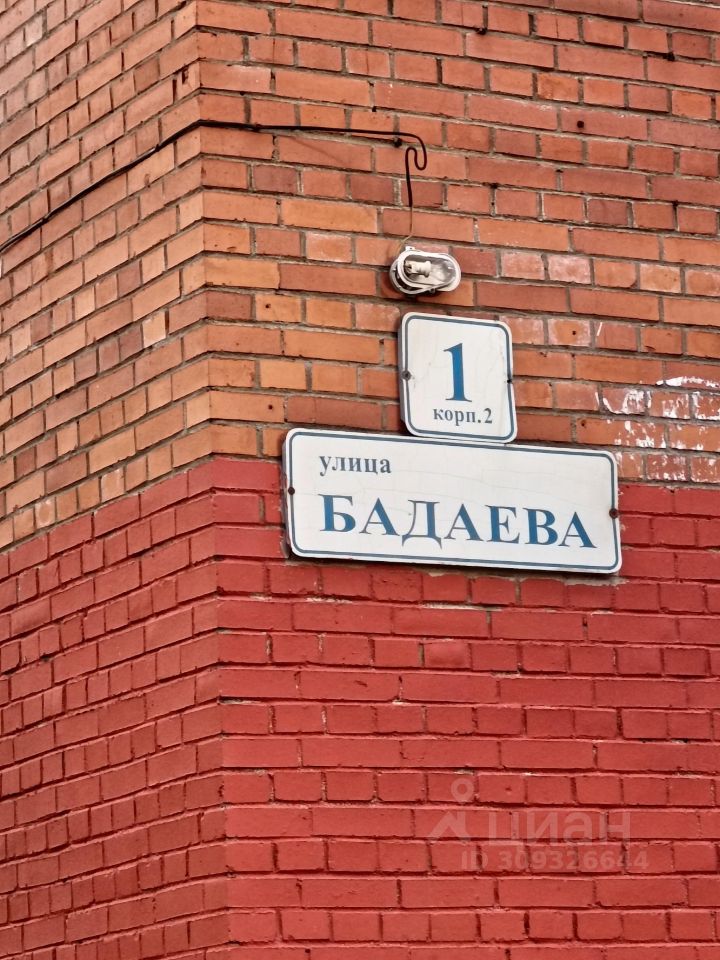 1
корп.2
улица
БАДАЕВА
циан
ID 309326644